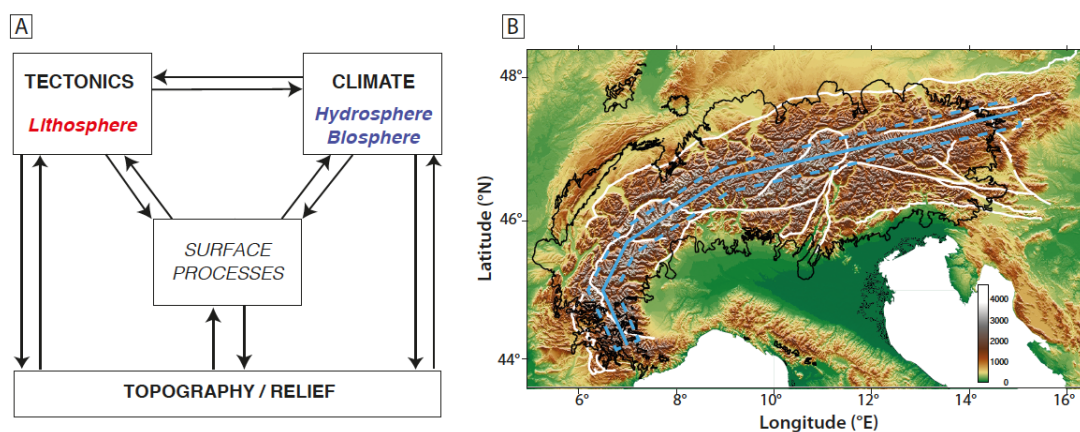 A
TECTONICS
Lithosphere
CLIMATE
Hydrosphere
Biosphere
SURFACE
PROCESSES
TOPOGRAPHY / RELIEF
B
48°
46°
44°
Latitude (°N)
4000
3000
2000
1000
0
6°
8°
10°
12°
14°
16°
Longitude (°E)